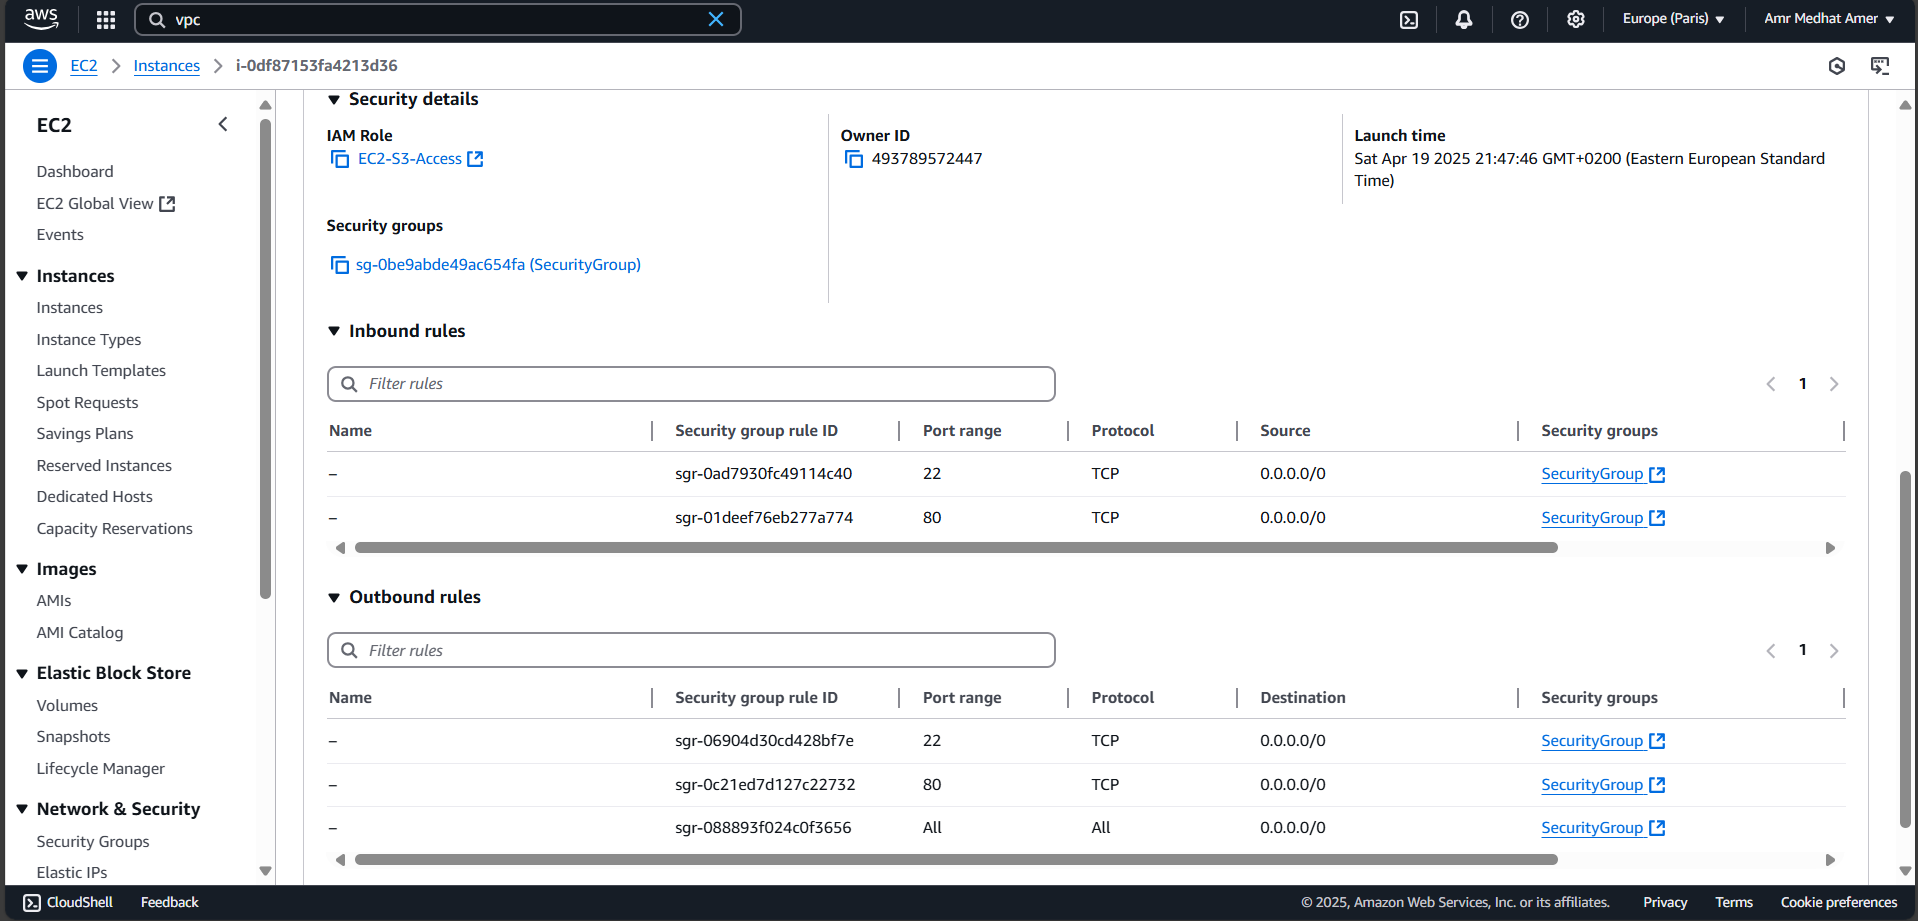 aws
vpc
Europe (Paris)
Amr Medhat Amer
EC2
Instances
i-0df87153fa4213d36
EC2
Dashboard
EC2 Global View
Events
Instances
Instances
Instance Types
Launch Templates
Spot Requests
Savings Plans
Reserved Instances
Dedicated Hosts
Capacity Reservations
Images
AMIs
AMI Catalog
Elastic Block Store
Volumes
Snapshots
Lifecycle Manager
Network & Security
Security Groups
Elastic IPs
Security details
IAM Role
EC2-S3-Access
Owner ID
493789572447
Launch time
Sat Apr 19 2025 21:47:46 GMT+0200 (Eastern European Standard
Time)
Security groups
sg-0be9abde49ac654fa (SecurityGroup)
Inbound rules
Filter rules
1
Name Security group rule ID Port range Protocol Source Security groups
– sgr-0ad7930fc49114c40 22 TCP 0.0.0.0/0 SecurityGroup
– sgr-01deef76eb277a774 80 TCP 0.0.0.0/0 SecurityGroup
Outbound rules
Filter rules
1
Name Security group rule ID Port range Protocol Destination Security groups
– sgr-06904d30cd428bf7e 22 TCP 0.0.0.0/0 SecurityGroup
– sgr-0c21ed7d127c22732 80 TCP 0.0.0.0/0 SecurityGroup
– sgr-088893f024c0f3656 All All 0.0.0.0/0 SecurityGroup
CloudShell Feedback © 2025, Amazon Web Services, Inc. or its affiliates. Privacy Terms Cookie preferences